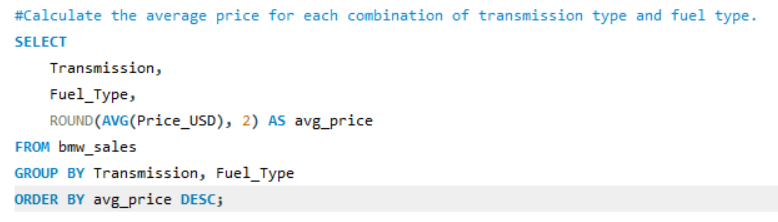 #Calculate the average price for each combination of transmission type and fuel type.
SELECT
    Transmission,
    Fuel_Type,
    ROUND(AVG(Price_USD), 2) AS avg_price
FROM bmw_sales
GROUP BY Transmission, Fuel_Type
ORDER BY avg_price DESC;